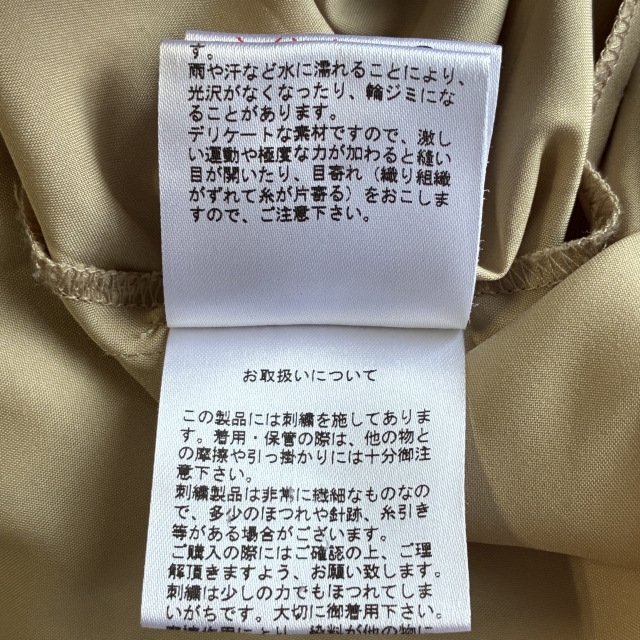 す。
雨や汗など水に濡れることにより、
光沢がなくなったり、輪ジミにな
ることがあります。
デリケートな素材ですので、激し
い運動や極度な力が加わると縫い
目が開いたり、目寄れ（織り組織
がずれて糸が片寄る）をおこしま
すので、ご注意下さい。
お取扱いについて
この製品には刺繍を施してありま
す。着用・保管の際は、他の物と
の摩擦や引っ掛かりには十分御注
意下さい。
刺繍製品は非常に繊細なものなの
で、多少のほつれや針跡、糸引き
等がある場合がございます。
ご購入の際にはご確認の上、ご理
解頂きますよう、お願い致します。
刺繍は少しの力でもほつれてしま
いがちです。大切に御着用下さい。
により、染料が他の物に